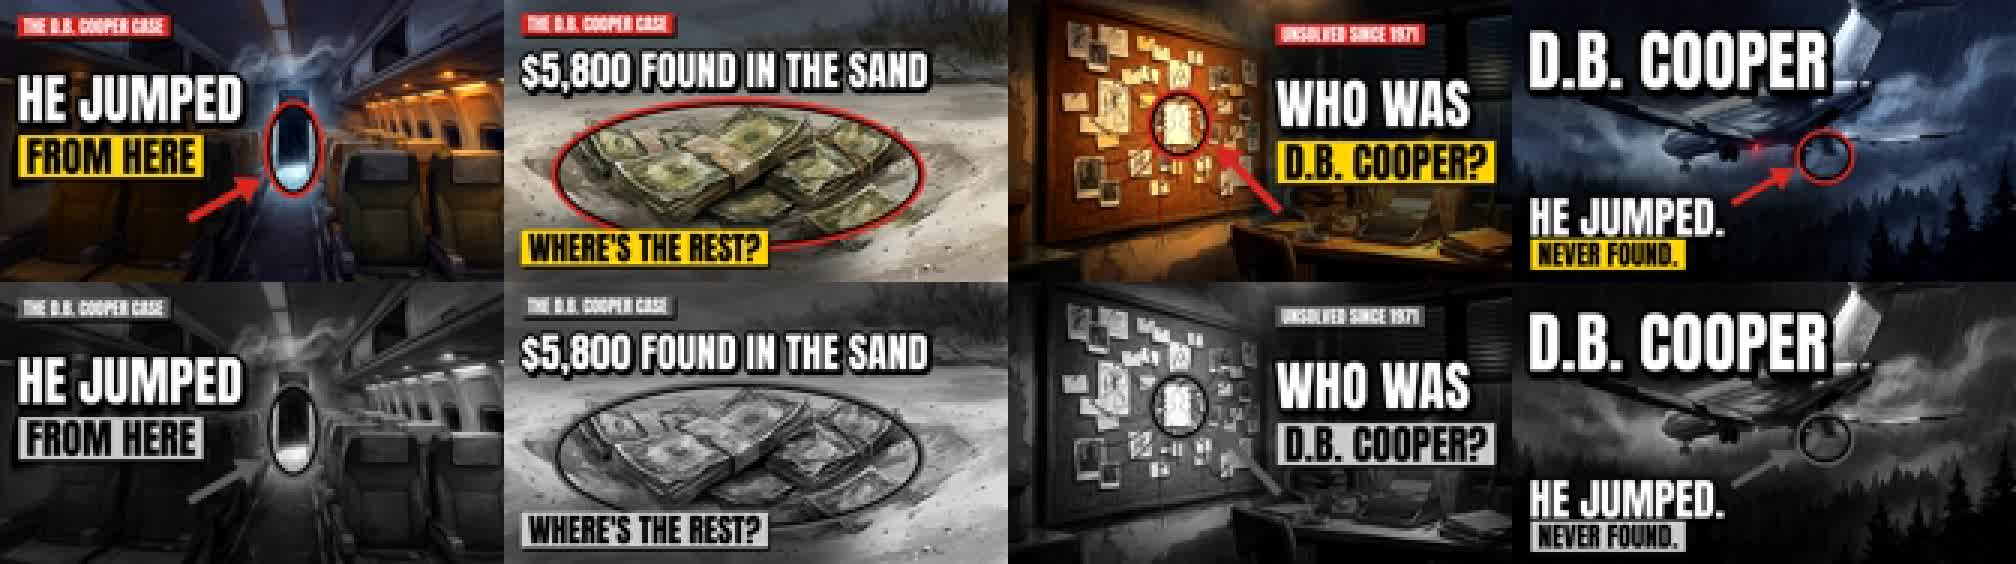 THE D.B. COOPER CASE
HE JUMPED
FROM HERE
THE D.B. COOPER CASE
$5,800 FOUND IN THE SAND
WHERE'S THE REST?
UNSOLVED SINCE 1971
WHO WAS
D.B. COOPER?
D.B. COOPER
HE JUMPED.
NEVER FOUND.
THE D.B. COOPER CASE
HE JUMPED
FROM HERE
THE D.B. COOPER CASE
$5,800 FOUND IN THE SAND
WHERE'S THE REST?
UNSOLVED SINCE 1971
WHO WAS
D.B. COOPER?
D.B. COOPER
HE JUMPED.
NEVER FOUND.